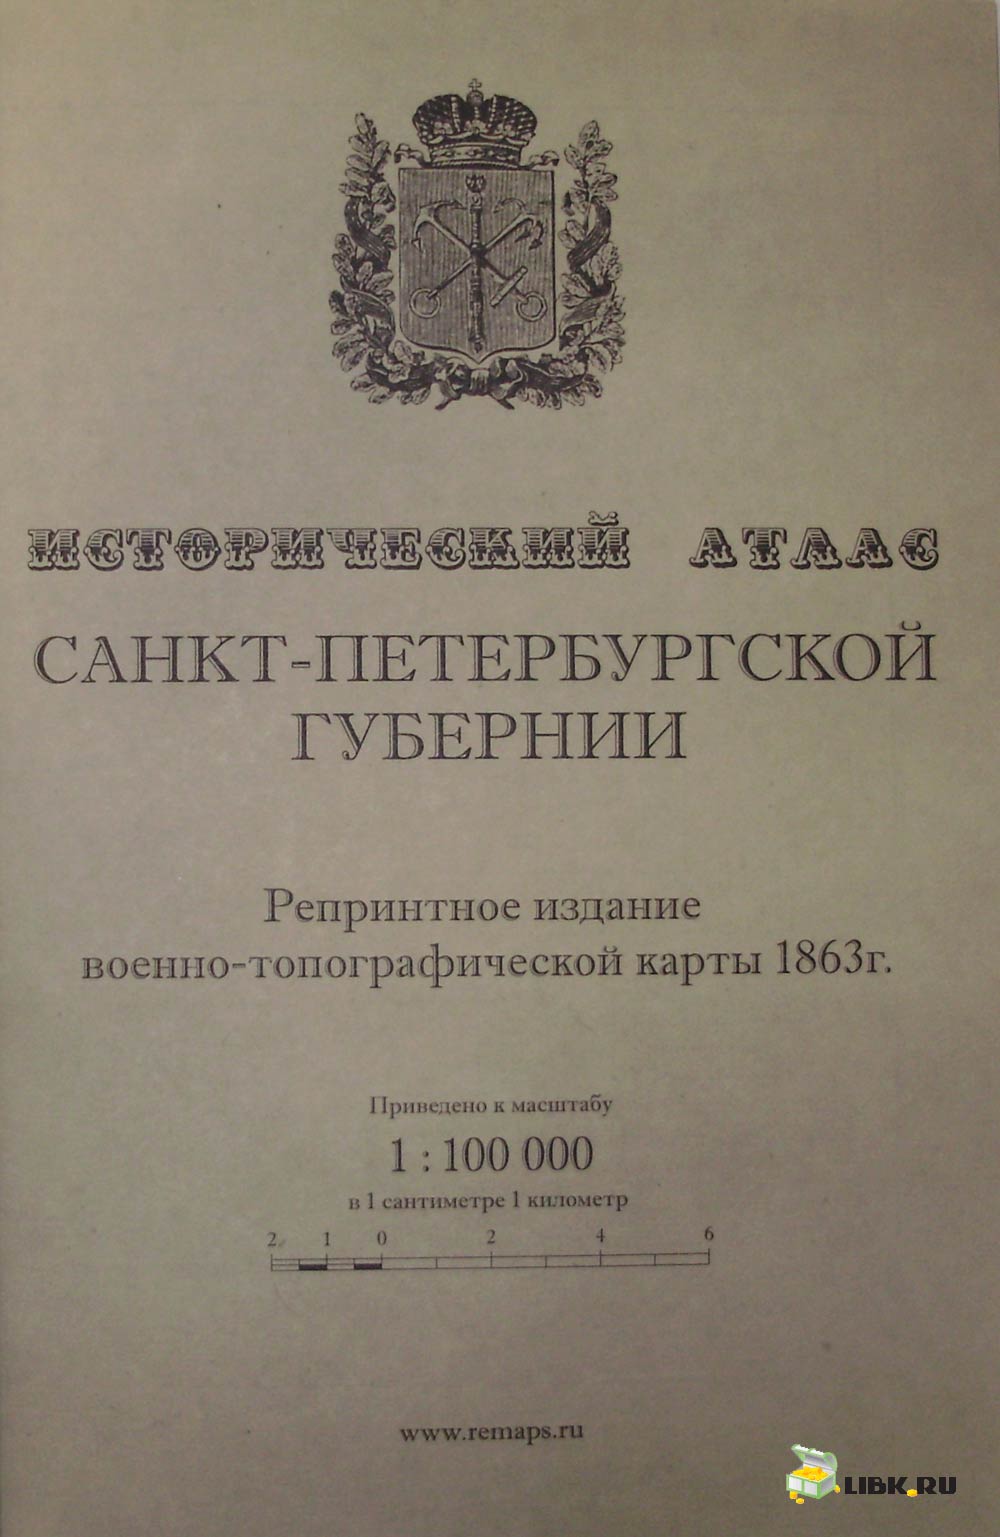 ИСТОРИЧЕСКИЙ АТЛАС
САНКТ-ПЕТЕРБУРГСКОЙ
ГУБЕРНИИ
Репринтное издание
военно-топографической карты 1863г.
Приведено к масштабу
1 : 100 000
в 1 сантиметре 1 километр
2 1 0 2 4 6
www.remaps.ru
LIBK.RU